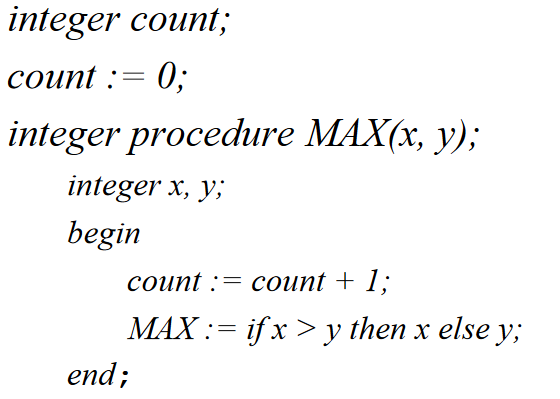 integer count;
count := 0;
integer procedure MAX(x, y);
integer x, y;
begin
count := count + 1;
MAX := if x > y then x else y;
end;